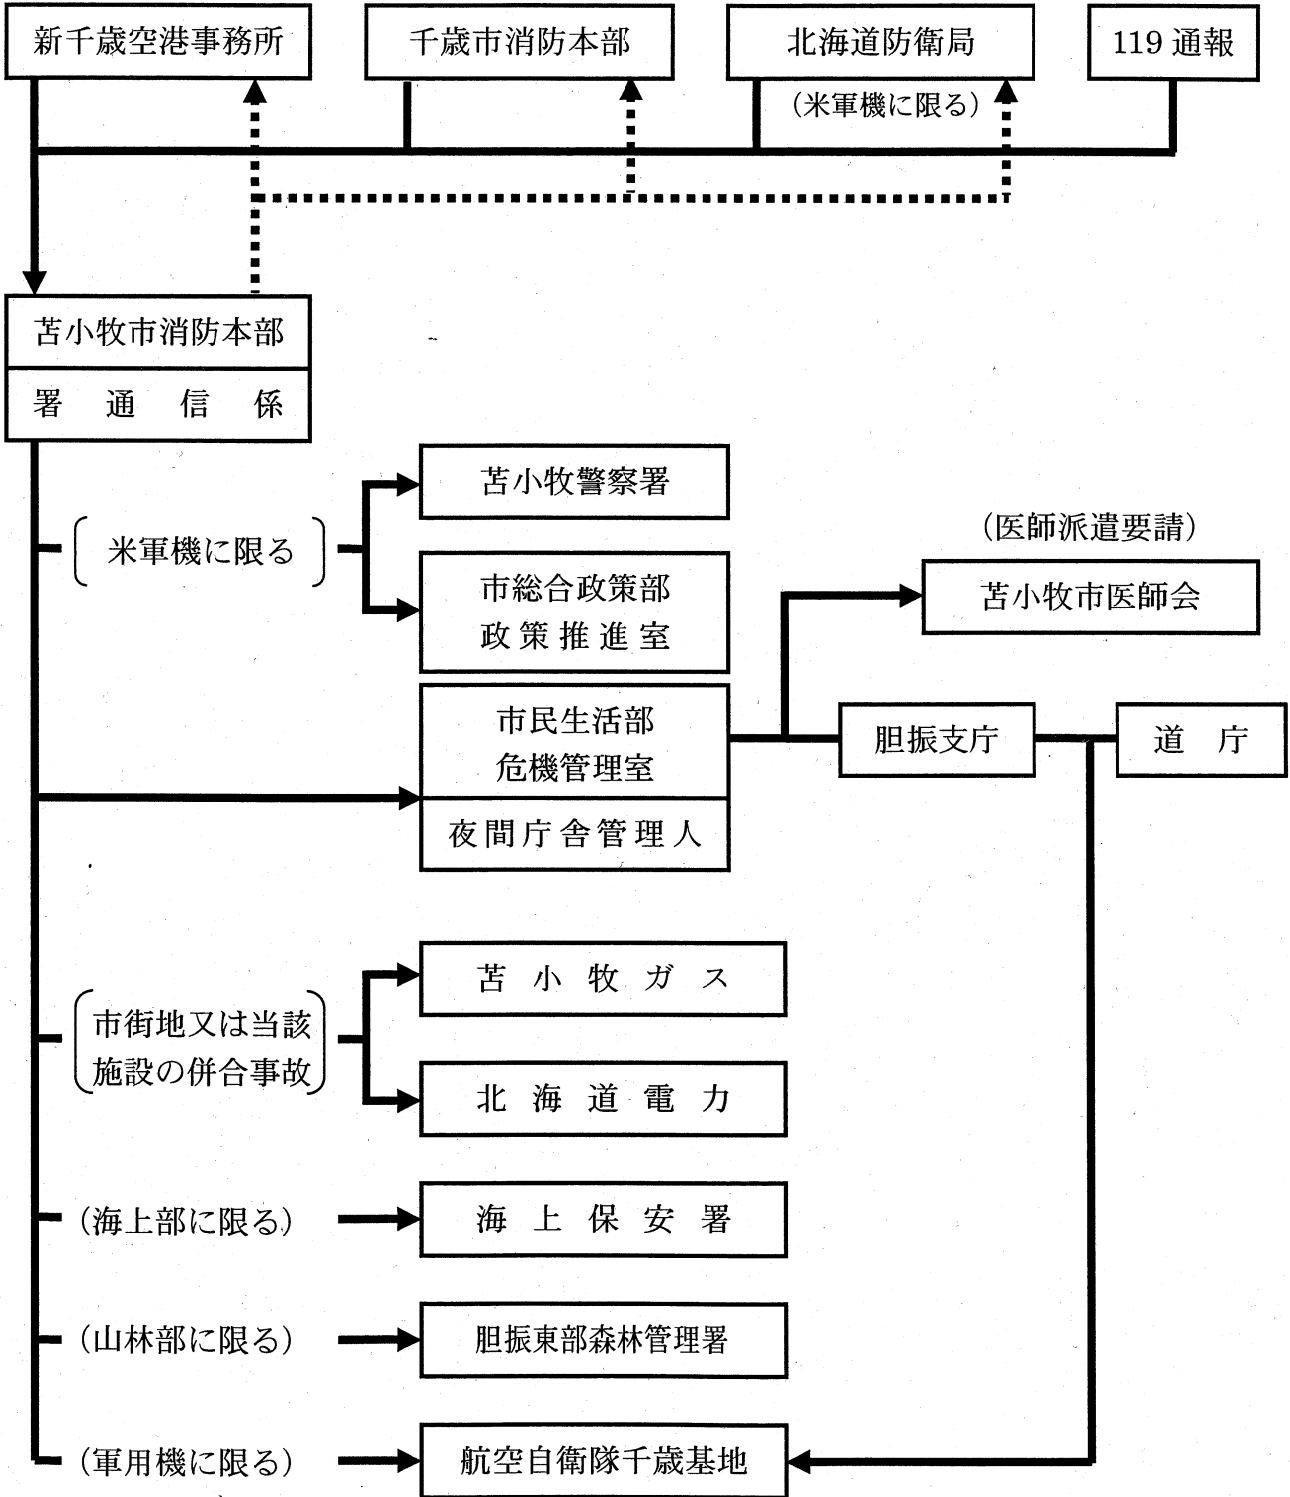 新千歳空港事務所
千歳市消防本部
北海道防衛局
119通報
（米軍機に限る）
苫小牧市消防本部
署通信係
苫小牧警察署
米軍機に限る
（医師派遣要請）
市総合政策部
政策推進室
苫小牧市医師会
市民生活部
危機管理室
胆振支庁
道庁
夜間庁舎管理人
苫小牧ガス
市街地又は当該
施設の併合事故
北海道電力
（海上部に限る）
海上保安署
（山林部に限る）
胆振東部森林管理署
（軍用機に限る）
航空自衛隊千歳基地